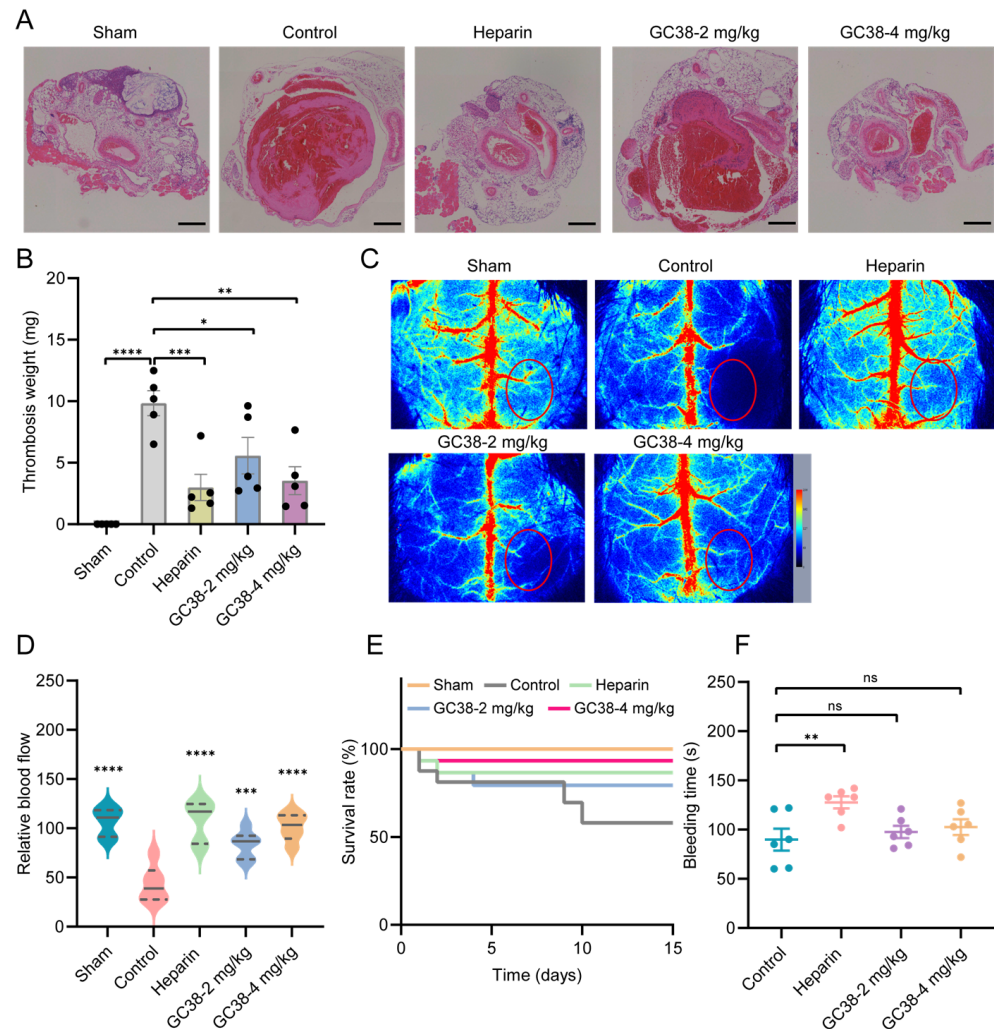 A
Sham
Control
Heparin
GC38-2 mg/kg
GC38-4 mg/kg
B
Thrombosis weight (mg)
20
15
10
5
0
****
***
*
**
Sham
Control
Heparin
GC38-2 mg/kg
GC38-4 mg/kg
C
Sham
Control
Heparin
GC38-2 mg/kg
GC38-4 mg/kg
D
Relative blood flow
250
200
150
100
50
0
****
****
***
****
Sham
Control
Heparin
GC38-2 mg/kg
GC38-4 mg/kg
E
Sham
Control
Heparin
GC38-2 mg/kg
GC38-4 mg/kg
Survival rate (%)
100
50
0
0
5
10
15
Time (days)
F
Bleeding time (s)
250
200
150
100
50
0
ns
ns
**
Control
Heparin
GC38-2 mg/kg
GC38-4 mg/kg